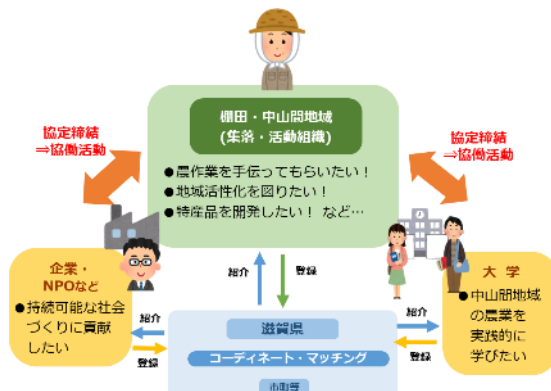 棚田・中山間地域
(集落・活動組織)
協定締結
⇒協働活動
協定締結
⇒協働活動
●農作業を手伝ってもらいたい！
●地域活性化を図りたい！
●特産品を開発したい！ など…
企業・
NPOなど
●持続可能な社会
づくりに貢献
したい
紹介
登録
大 学
●中山間地域
の農業を
実践的に
学びたい
紹介
登録
紹介
登録
滋賀県
コーディネート・マッチング